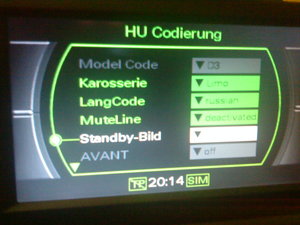 HU Codierung
Model Code D3
Karosserie Limo
LangCode russian
MuteLine deactivated
Standby-Bild
AVANT off
TP 20:14 SIM